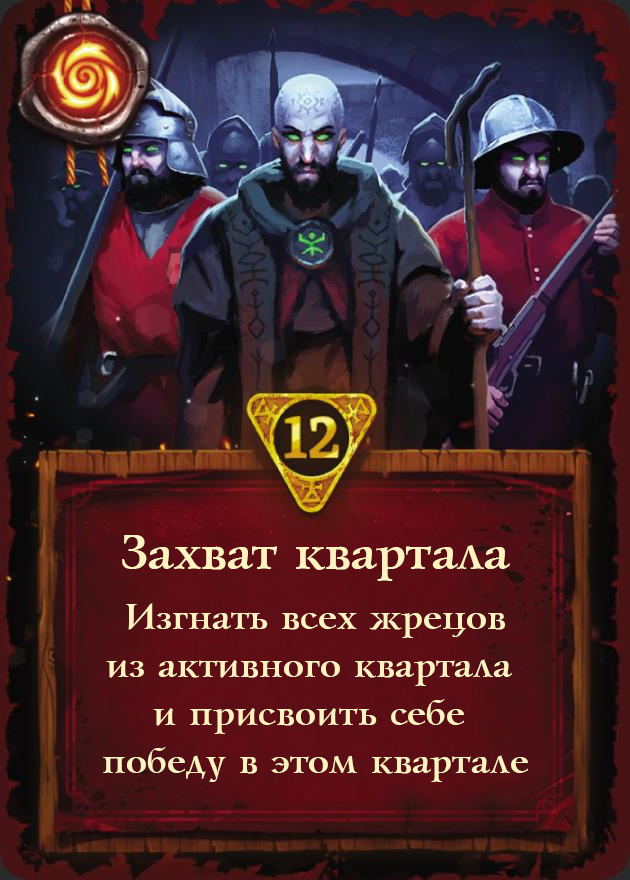 12
Захват квартала
Изгнать всех жрецов
из активного квартала
и присвоить себе
победу в этом квартале